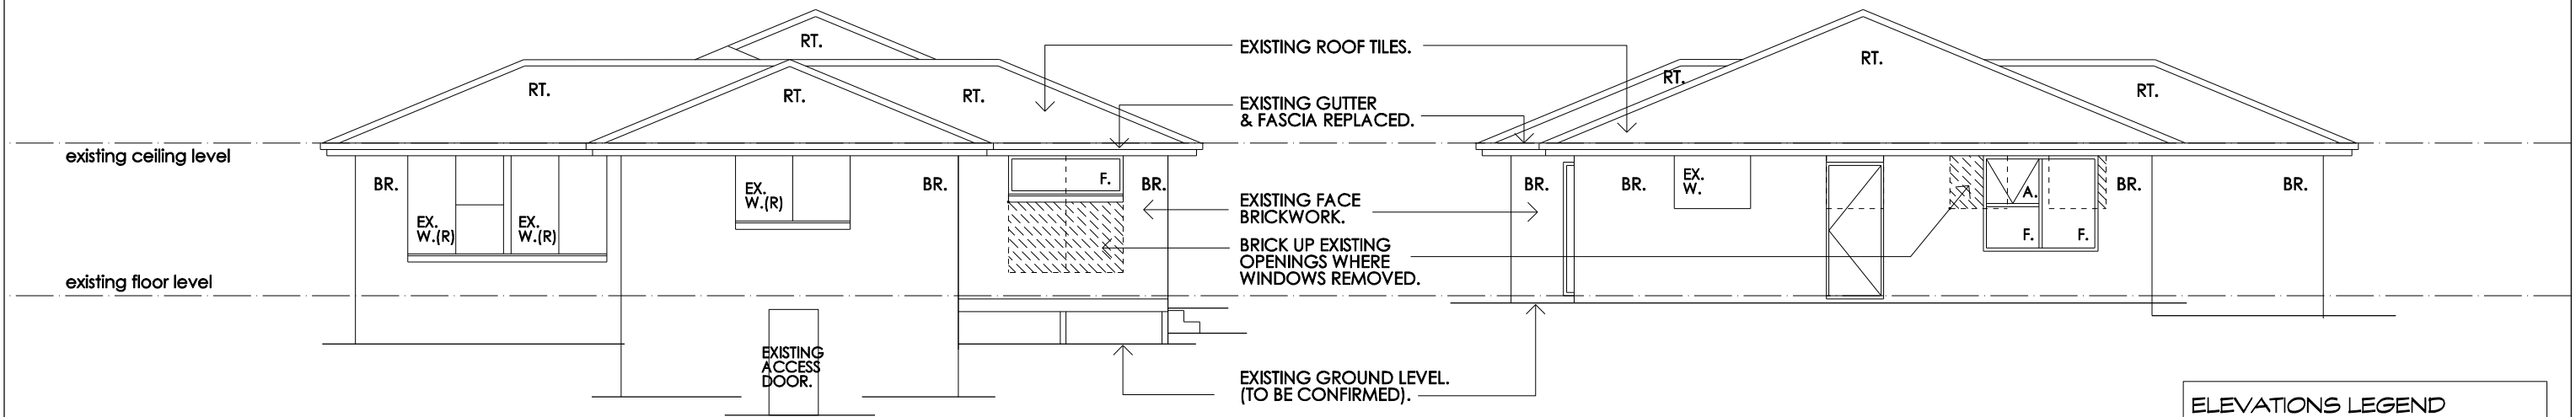 RT.
RT.
RT.
RT.
existing ceiling level
BR.
EX.
W.(R)
EX.
W.(R)
EX.
W.(R)
BR.
F.
BR.
existing floor level
EXISTING
ACCESS
DOOR.
EXISTING ROOF TILES.
EXISTING GUTTER
& FASCIA REPLACED.
EXISTING FACE
BRICKWORK.
BRICK UP EXISTING
OPENINGS WHERE
WINDOWS REMOVED.
EXISTING GROUND LEVEL.
(TO BE CONFIRMED).
RT.
RT.
RT.
BR.
BR.
EX.
W.
A.
F.
F.
BR.
BR.
ELEVATIONS LEGEND